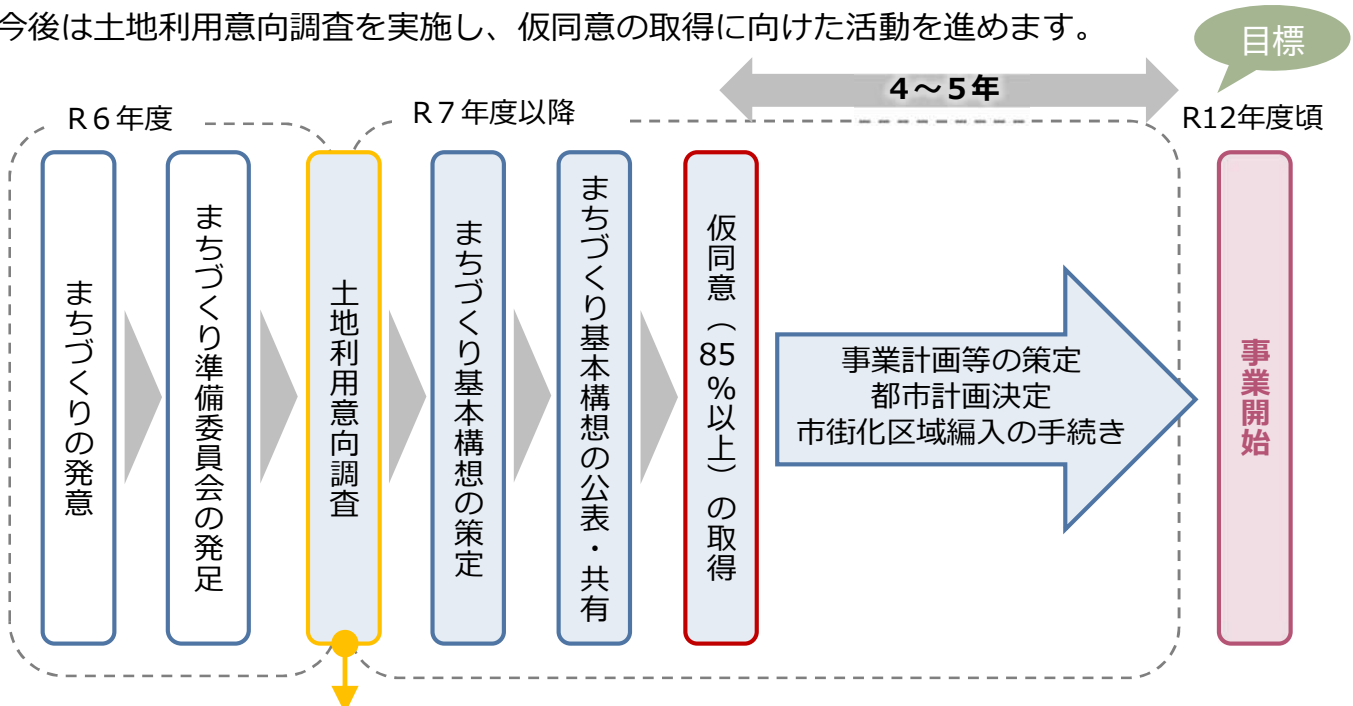 今後は土地利用意向調査を実施し、仮同意の取得に向けた活動を進めます。
目標
4～5年
R6年度
R7年度以降
R12年度頃
まちづくりの発意
まちづくり準備委員会の発足
土地利用意向調査
まちづくり基本構想の策定
まちづくり基本構想の公表・共有
仮同意（85％以上）の取得
事業計画等の策定
都市計画決定
市街化区域編入の手続き
事業開始